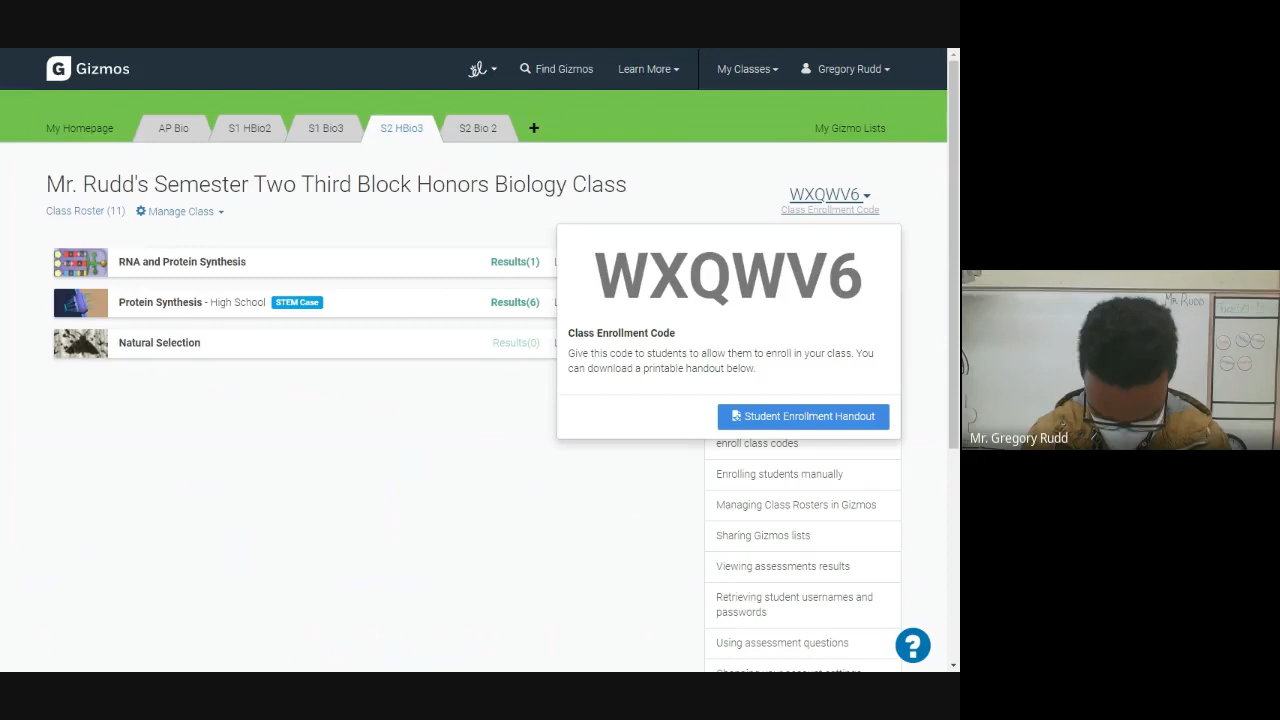 G Gizmos
Find Gizmos
Learn More
My Classes
Gregory Rudd
My Homepage
AP Bio
S1 HBio2
S1 Bio3
S2 HBio3
S2 Bio 2
+
My Gizmo Lists
Mr. Rudd's Semester Two Third Block Honors Biology Class
WXQWV6
Class Enrollment Code
Class Roster (11)
Manage Class
RNA and Protein Synthesis
Results(1)
Protein Synthesis - High School STEM Case
Results(6)
Natural Selection
Results(0)
WXQWV6
Class Enrollment Code
Give this code to students to allow them to enroll in your class. You
can download a printable handout below.
Student Enrollment Handout
enroll class codes
Enrolling students manually
Managing Class Rosters in Gizmos
Sharing Gizmos lists
Viewing assessments results
Retrieving student usernames and
passwords
Using assessment questions
Changing your account settings
?
Mr Rudd
Mr. Gregory Rudd